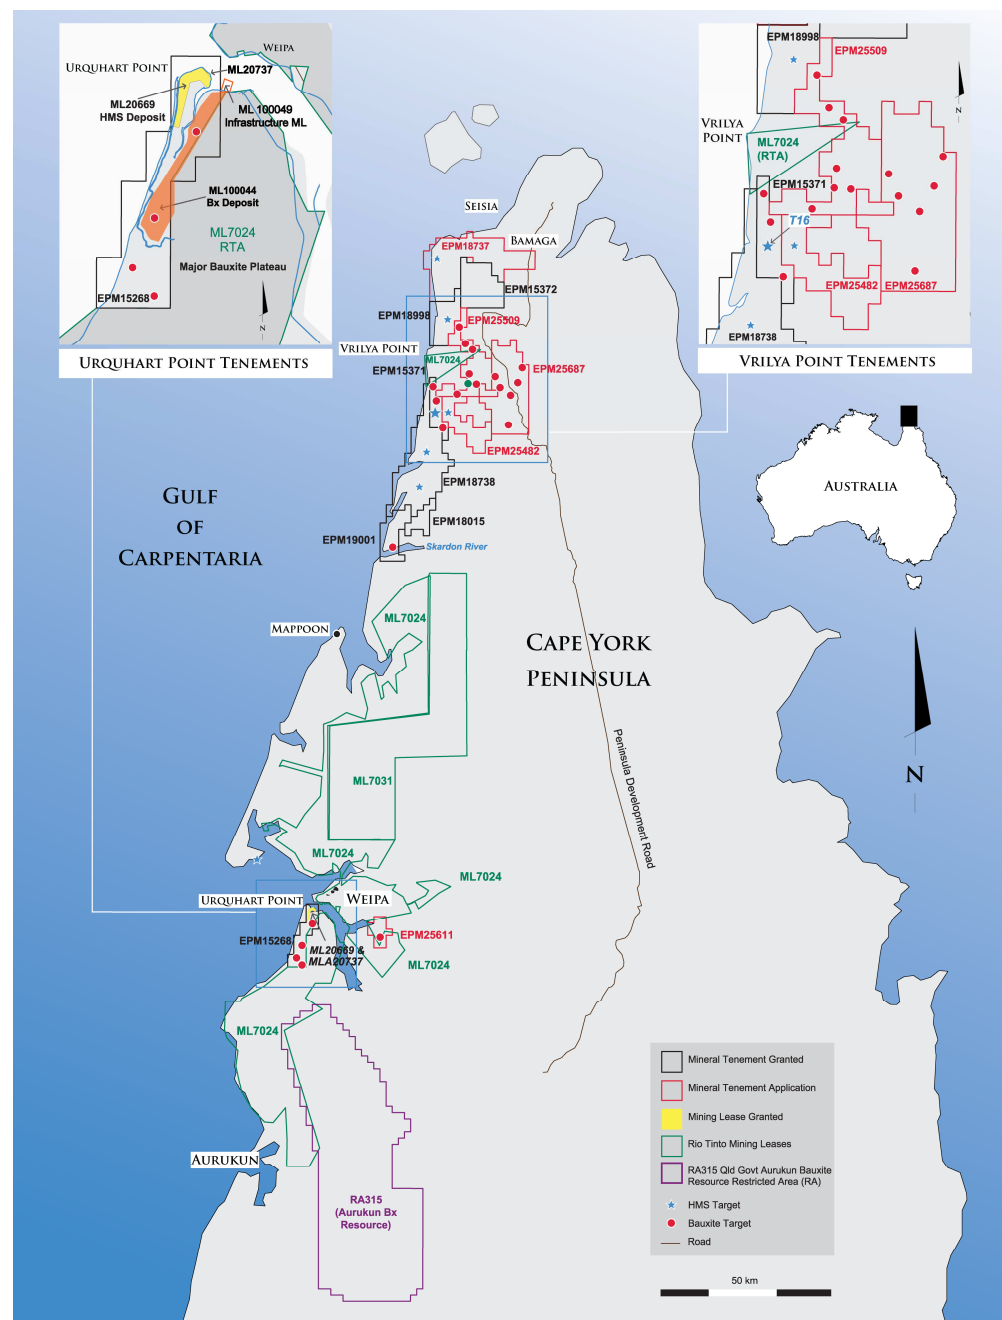 URQUHART POINT
WEIPA
ML20737
ML20669
HMS Deposit
ML 100049
Infrastructure ML
ML100044
Bx Deposit
ML7024
RTA
Major Bauxite Plateau
EPM15268
N
URQUHART POINT TENEMENTS
EPM18998
EPM25509
VRILYA
POINT
ML7024
(RTA)
EPM15371
T16
EPM25482
EPM25687
EPM18738
N
VRILYA POINT TENEMENTS
SEISIA
BAMAGA
EPM18737
EPM15372
EPM18998
EPM25509
VRILYA POINT
ML7024
EPM15371
EPM25687
EPM25482
EPM18738
EPM18015
EPM19001
Skardon River
AUSTRALIA
GULF
OF
CARPENTARIA
ML7024
MAPPOON
CAPE YORK
PENINSULA
Peninsula Development Road
N
ML7031
ML7024
ML7024
URQUHART POINT
WEIPA
EPM15268
ML20669 &
MLA20737
EPM25611
ML7024
ML7024
AURUKUN
RA315
(Aurukun Bx
Resource)
Mineral Tenement Granted
Mineral Tenement Application
Mining Lease Granted
Rio Tinto Mining Leases
RA315 Qld Govt Aurukun Bauxite
Resource Restricted Area (RA)
HMS Target
Bauxite Target
Road
50 km